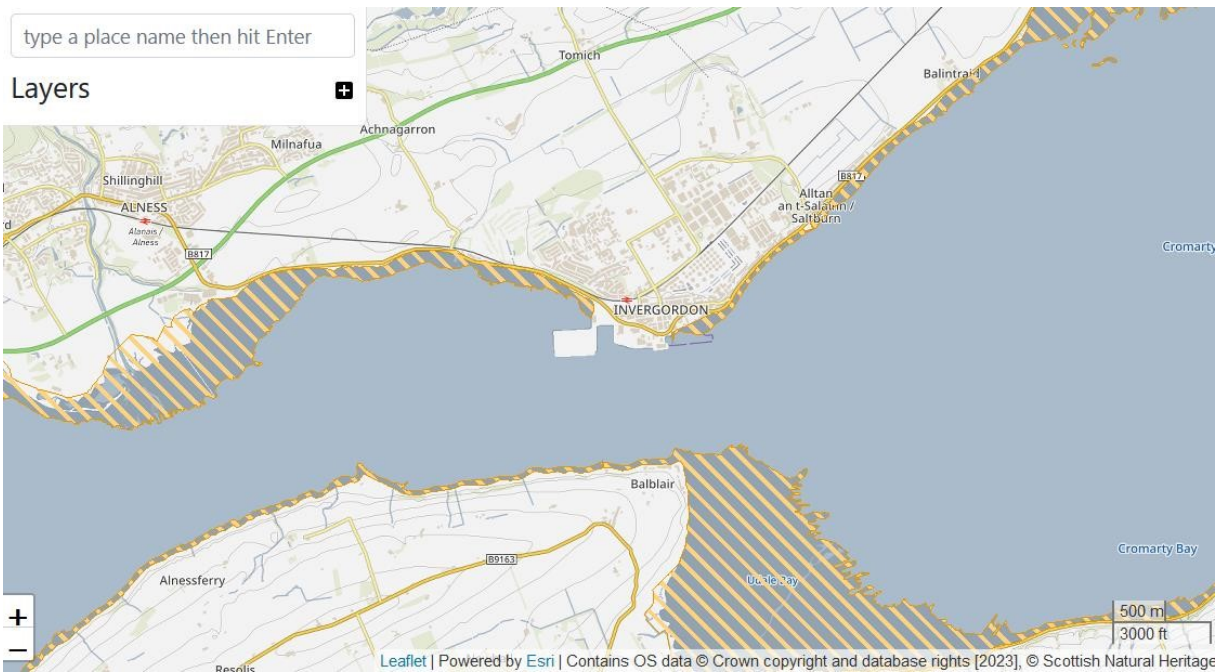 type a place name then hit Enter
Layers
Tomich
Balintraid
Achnagarron
Milnafua
Shillinghill
B817
ALNESS
Alanais /
Alness
rd
Alltan
an t-Salainn /
Saltburn
B817
Cromarty
INVERGORDON
Balblair
B9163
Cromarty Bay
Alnessferry
Udale Bay
+
−
500 m
3000 ft
Resolis
Leaflet | Powered by Esri | Contains OS data © Crown copyright and database rights [2023], © Scottish Natural Heritage